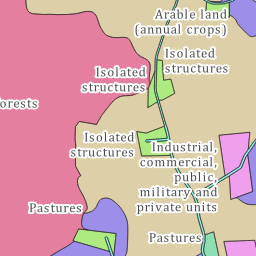 Arable land
(annual crops)
Isolated
structures
Isolated
structures
orests
Isolated
structures
Industrial,
commercial,
public,
military and
private units
Pastures
Pastures